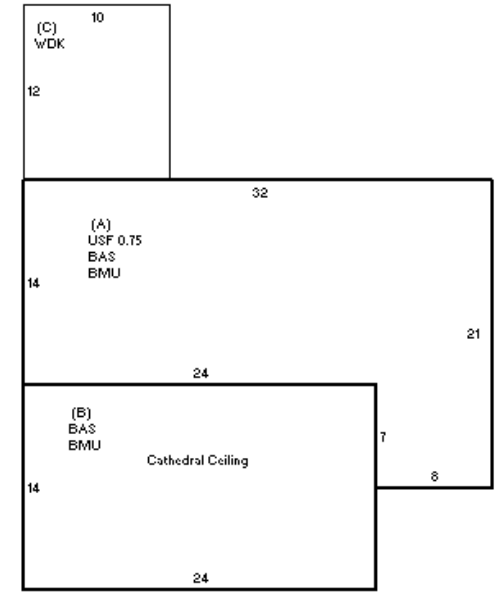 10
(C)
WDK
12
32
(A)
USF 0.75
BAS
BMU
14
21
24
(B)
BAS
BMU
7
Cathedral Ceiling
8
14
24